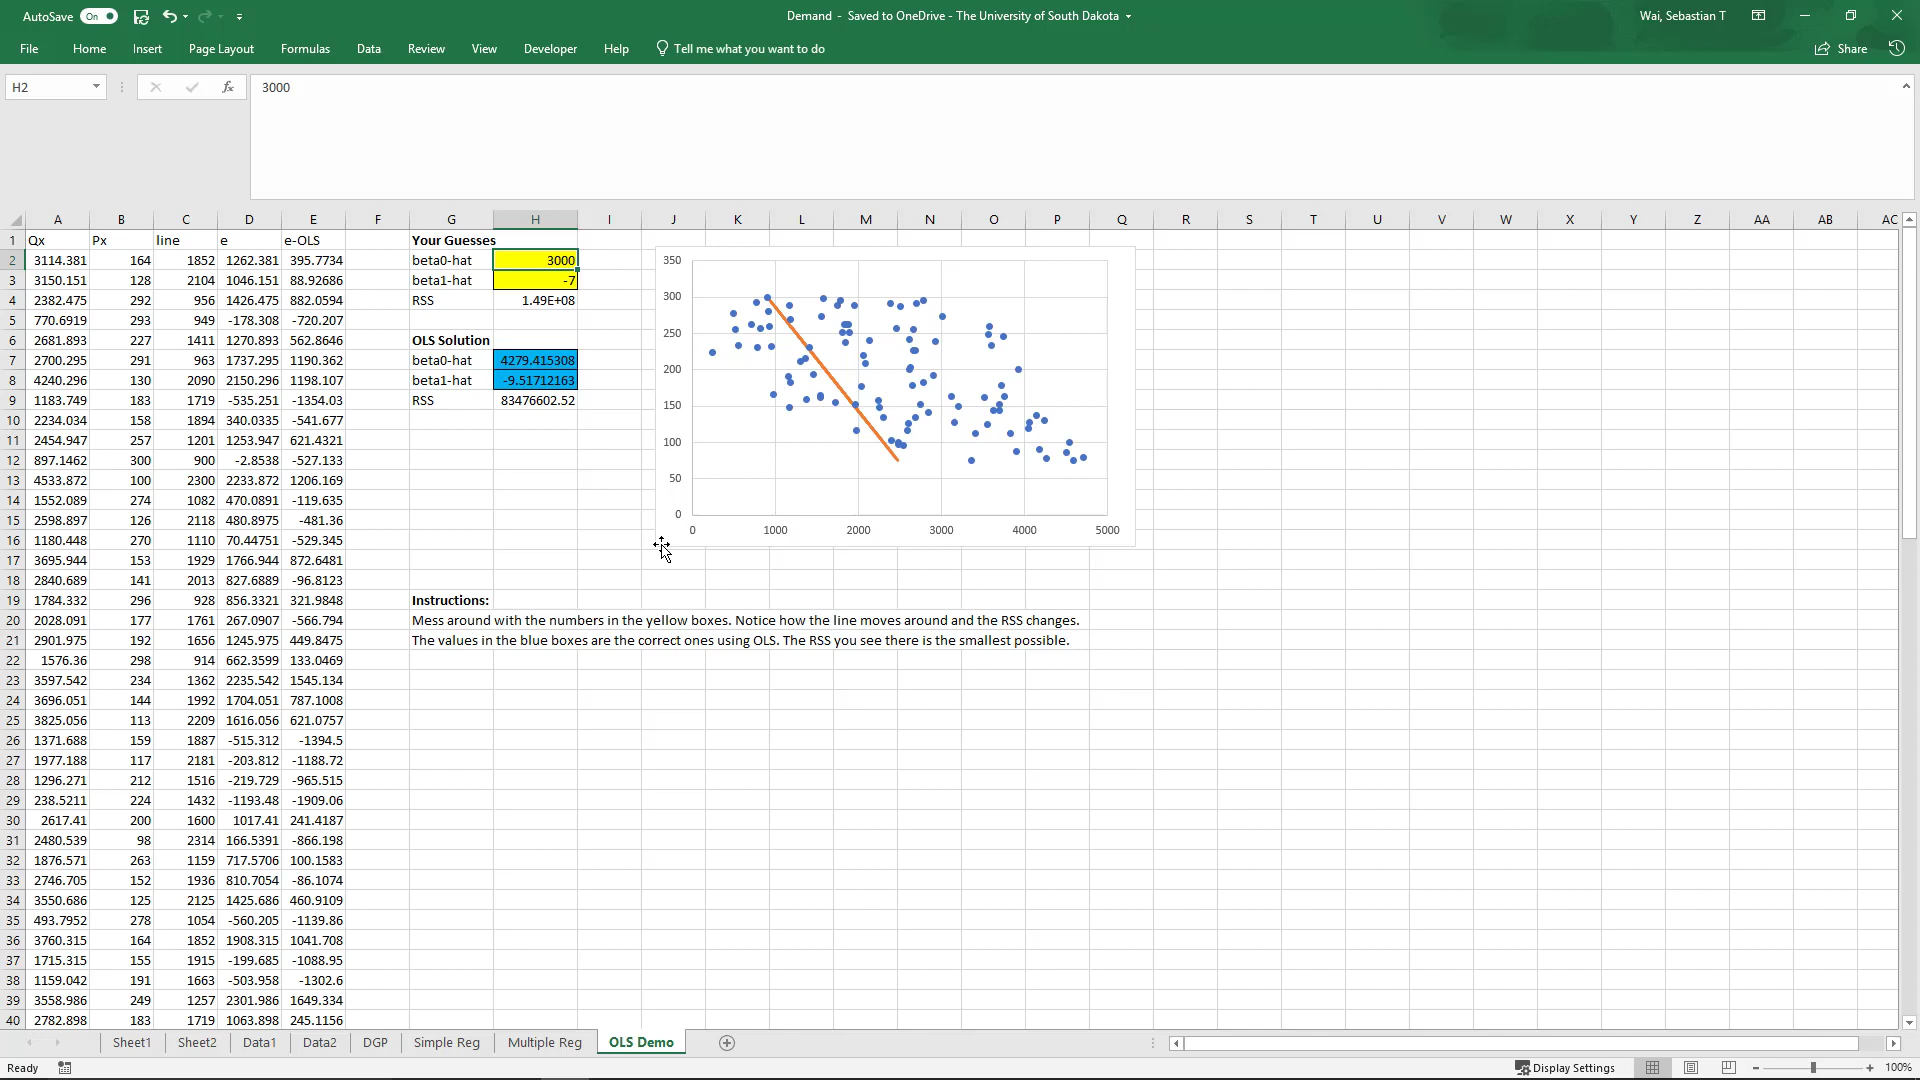 AutoSave On Demand - Saved to OneDrive - The University of South Dakota Wai, Sebastian T
File Home Insert Page Layout Formulas Data Review View Developer Help Tell me what you want to do Share
H2 fx 3000
A B C D E F G H I J K L M N O P Q R S T U V W X Y Z AA AB AC
1 Qx Px line e e-OLS Your Guesses
2 3114.381 164 1852 1262.381 395.7734 beta0-hat 3000
3 3150.151 128 2104 1046.151 88.92686 beta1-hat -7
4 2382.475 292 956 1426.475 882.0594 RSS 1.49E+08
5 770.6919 293 949 -178.308 -720.207
6 2681.893 227 1411 1270.893 562.8646 OLS Solution
7 2700.295 291 963 1737.295 1190.362 beta0-hat 4279.415308
8 4240.296 130 2090 2150.296 1198.107 beta1-hat -9.51712163
9 1183.749 183 1719 -535.251 -1354.03 RSS 83476602.52
10 2234.034 158 1894 340.0335 -541.677
11 2454.947 257 1201 1253.947 621.4321
12 897.1462 300 900 -2.8538 -527.133
13 4533.872 100 2300 2233.872 1206.169
14 1552.089 274 1082 470.0891 -119.635
15 2598.897 126 2118 480.8975 -481.36
16 1180.448 270 1110 70.44751 -529.345
17 3695.944 153 1929 1766.944 872.6481
18 2840.689 141 2013 827.6889 -96.8123
19 1784.332 296 928 856.3321 321.9848 Instructions:
20 2028.091 177 1761 267.0907 -566.794 Mess around with the numbers in the yellow boxes. Notice how the line moves around and the RSS changes.
21 2901.975 192 1656 1245.975 449.8475 The values in the blue boxes are the correct ones using OLS. The RSS you see there is the smallest possible.
22 1576.36 298 914 662.3599 133.0469
23 3597.542 234 1362 2235.542 1545.134
24 3696.051 144 1992 1704.051 787.1008
25 3825.056 113 2209 1616.056 621.0757
26 1371.688 159 1887 -515.312 -1394.5
27 1977.188 117 2181 -203.812 -1188.72
28 1296.271 212 1516 -219.729 -965.515
29 238.5211 224 1432 -1193.48 -1909.06
30 2617.41 200 1600 1017.41 241.4187
31 2480.539 98 2314 166.5391 -866.198
32 1876.571 263 1159 717.5706 100.1583
33 2746.705 152 1936 810.7054 -86.1074
34 3550.686 125 2125 1425.686 460.9109
35 493.7952 278 1054 -560.205 -1139.86
36 3760.315 164 1852 1908.315 1041.708
37 1715.315 155 1915 -199.685 -1088.95
38 1159.042 191 1663 -503.958 -1302.6
39 3558.986 249 1257 2301.986 1649.334
40 2782.898 183 1719 1063.898 245.1156
350
300
250
200
150
100
50
0
0 1000 2000 3000 4000 5000
Sheet1 Sheet2 Data1 Data2 DGP Simple Reg Multiple Reg OLS Demo
Ready Display Settings 100%